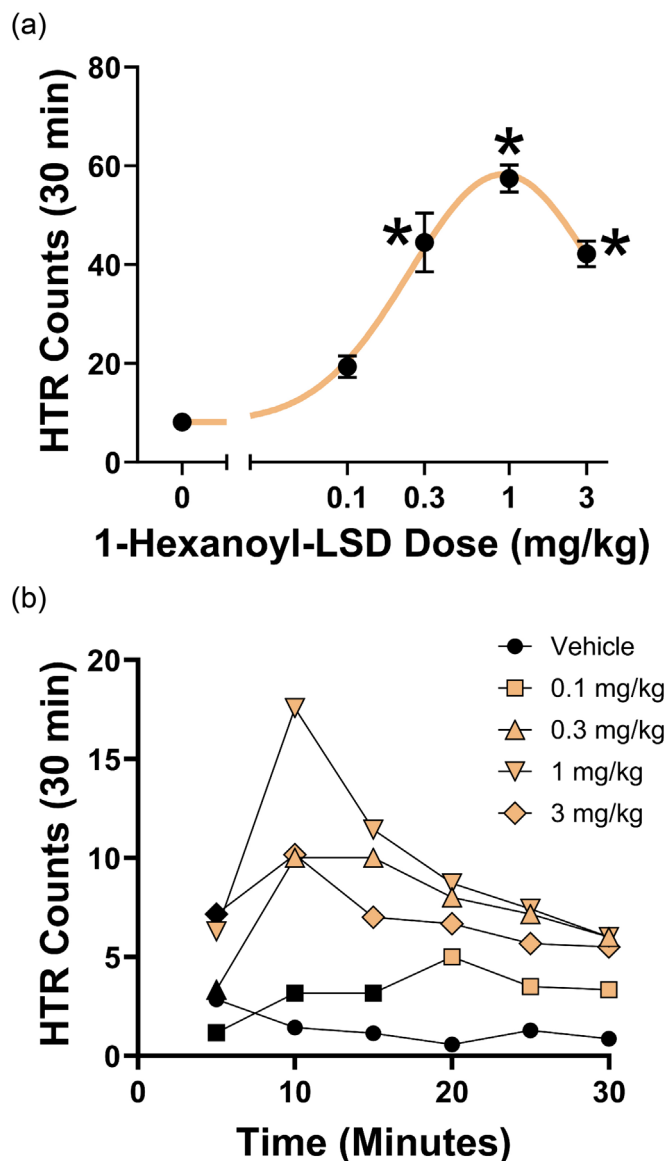 (a)
HTR Counts (30 min)
80
60
40
20
0
*
*
*
0
0.1
0.3
1
3
1-Hexanoyl-LSD Dose (mg/kg)
(b)
HTR Counts (30 min)
20
15
10
5
0
Vehicle
0.1 mg/kg
0.3 mg/kg
1 mg/kg
3 mg/kg
0
10
20
30
Time (Minutes)